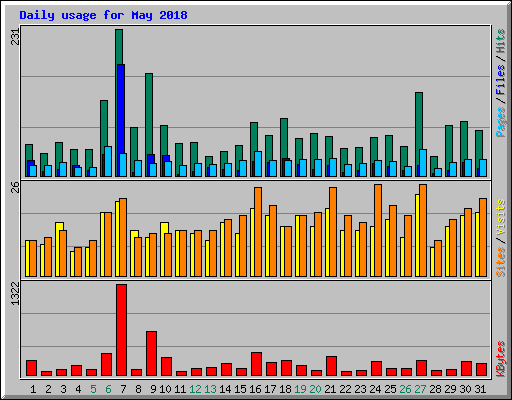 Daily usage for May 2018
231
Pages / Files / Hits
26
Sites / Visits
1322
KBytes
1 2 3 4 5 6 7 8 9 10 11 12 13 14 15 16 17 18 19 20 21 22 23 24 25 26 27 28 29 30 31